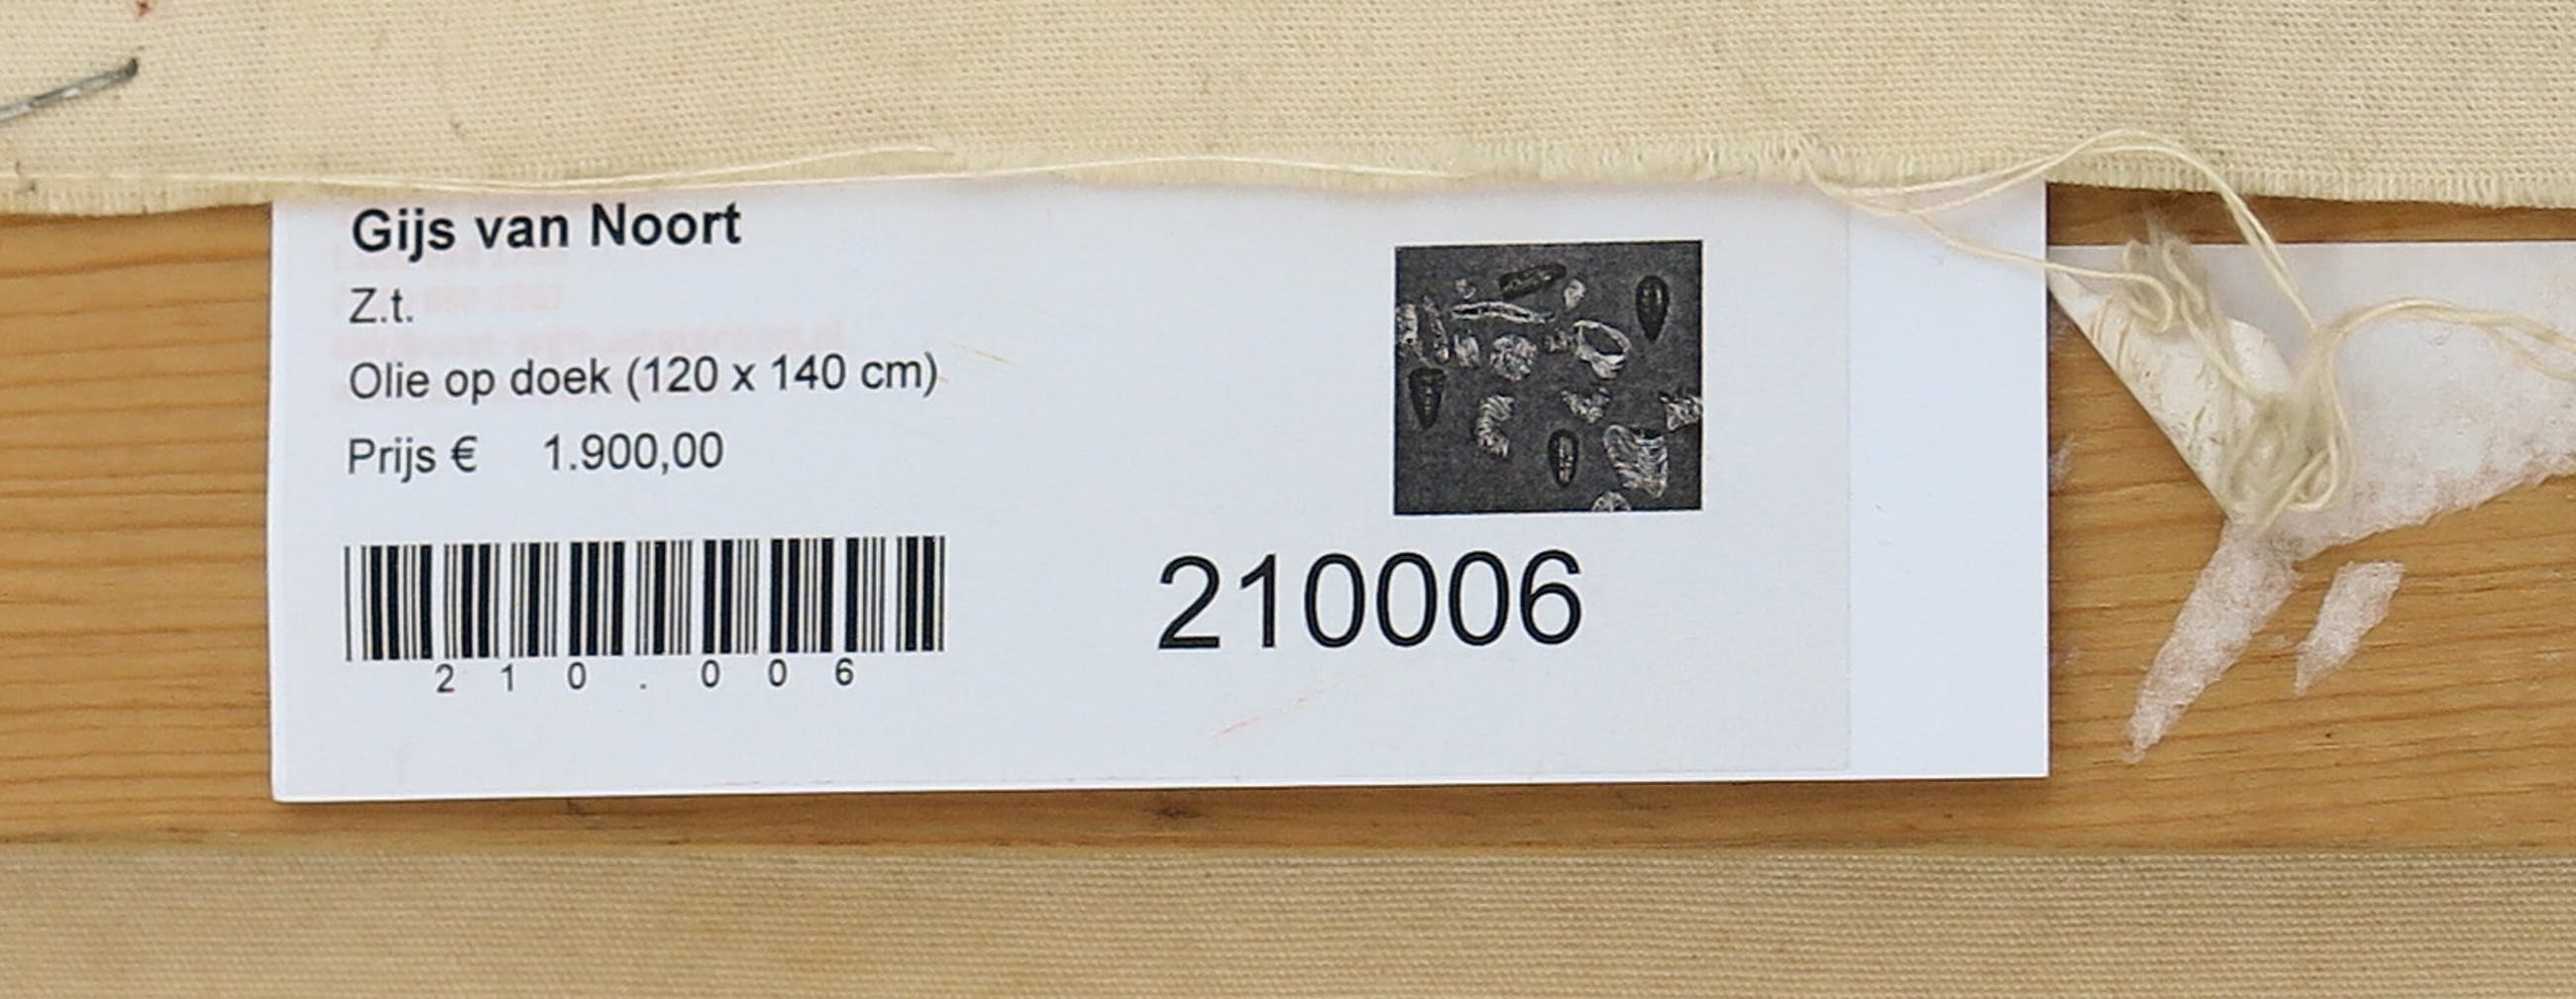 Gijs van Noort
Z.t.
Olie op doek (120 x 140 cm)
Prijs € 1.900,00
210.006
210006